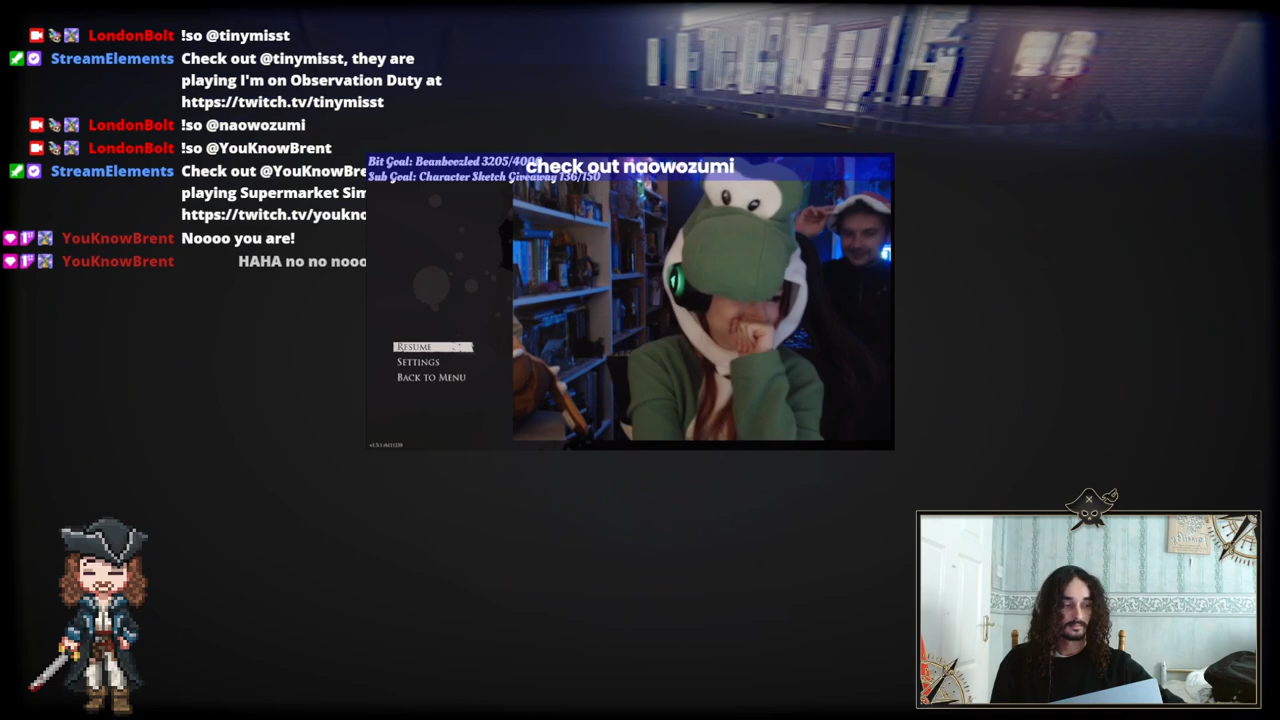 LondonBolt !so @tinymisst
StreamElements Check out @tinymisst, they are
playing I'm on Observation Duty at
https://twitch.tv/tinymisst
LondonBolt !so @naowozumi
LondonBolt !so @YouKnowBrent
StreamElements Check out @YouKnowBre
playing Supermarket Sim
https://twitch.tv/youkno
YouKnowBrent Noooo you are!
YouKnowBrent HAHA no no nooo
Bit Goal: Beanboozled 3205/4000
check out naowozumi
Sub Goal: Character Sketch Giveaway 136/150
Resume
Settings
Back to Menu